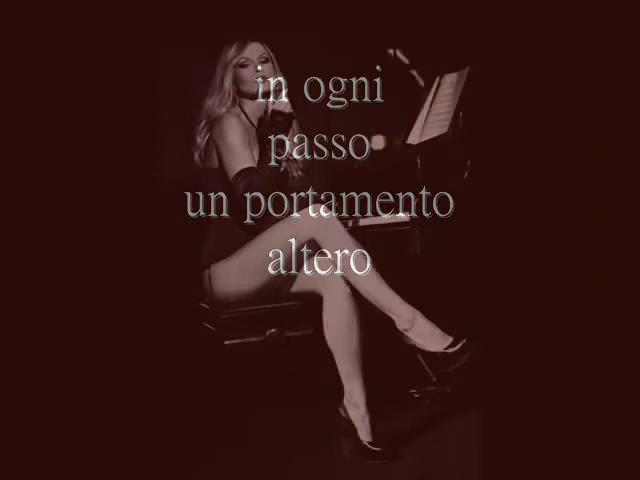 in ogni
passo
un portamento
altero